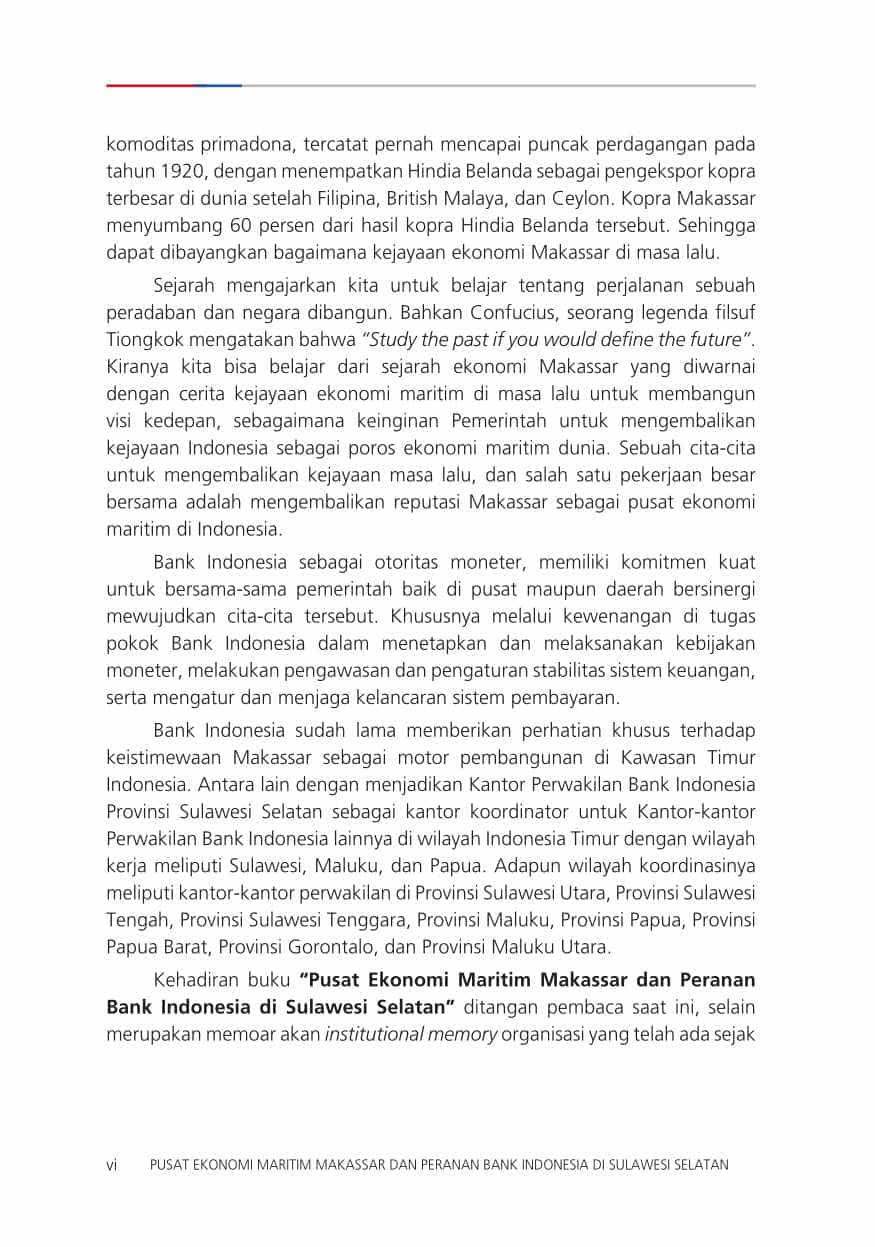 komoditas primadona, tercatat pernah mencapai puncak perdagangan pada
tahun 1920, dengan menempatkan Hindia Belanda sebagai pengekspor kopra
terbesar di dunia setelah Filipina, British Malaya, dan Ceylon. Kopra Makassar
menyumbang 60 persen dari hasil kopra Hindia Belanda tersebut. Sehingga
dapat dibayangkan bagaimana kejayaan ekonomi Makassar di masa lalu.
Sejarah mengajarkan kita untuk belajar tentang perjalanan sebuah
peradaban dan negara dibangun. Bahkan Confucius, seorang legenda filsuf
Tiongkok mengatakan bahwa “Study the past if you would define the future”.
Kiranya kita bisa belajar dari sejarah ekonomi Makassar yang diwarnai
dengan cerita kejayaan ekonomi maritim di masa lalu untuk membangun
visi kedepan, sebagaimana keinginan Pemerintah untuk mengembalikan
kejayaan Indonesia sebagai poros ekonomi maritim dunia. Sebuah cita-cita
untuk mengembalikan kejayaan masa lalu, dan salah satu pekerjaan besar
bersama adalah mengembalikan reputasi Makassar sebagai pusat ekonomi
maritim di Indonesia.
Bank Indonesia sebagai otoritas moneter, memiliki komitmen kuat
untuk bersama-sama pemerintah baik di pusat maupun daerah bersinergi
mewujudkan cita-cita tersebut. Khususnya melalui kewenangan di tugas
pokok Bank Indonesia dalam menetapkan dan melaksanakan kebijakan
moneter, melakukan pengawasan dan pengaturan stabilitas sistem keuangan,
serta mengatur dan menjaga kelancaran sistem pembayaran.
Bank Indonesia sudah lama memberikan perhatian khusus terhadap
keistimewaan Makassar sebagai motor pembangunan di Kawasan Timur
Indonesia. Antara lain dengan menjadikan Kantor Perwakilan Bank Indonesia
Provinsi Sulawesi Selatan sebagai kantor koordinator untuk Kantor-kantor
Perwakilan Bank Indonesia lainnya di wilayah Indonesia Timur dengan wilayah
kerja meliputi Sulawesi, Maluku, dan Papua. Adapun wilayah koordinasinya
meliputi kantor-kantor perwakilan di Provinsi Sulawesi Utara, Provinsi Sulawesi
Tengah, Provinsi Sulawesi Tenggara, Provinsi Maluku, Provinsi Papua, Provinsi
Papua Barat, Provinsi Gorontalo, dan Provinsi Maluku Utara.
Kehadiran buku “Pusat Ekonomi Maritim Makassar dan Peranan
Bank Indonesia di Sulawesi Selatan” ditangan pembaca saat ini, selain
merupakan memoar akan institutional memory organisasi yang telah ada sejak
vi PUSAT EKONOMI MARITIM MAKASSAR DAN PERANAN BANK INDONESIA DI SULAWESI SELATAN